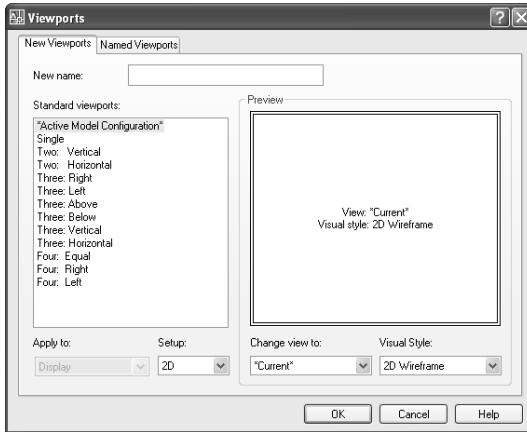 Viewports
New Viewports
Named Viewports
New name:
Standard viewports:
*Active Model Configuration*
Single
Two: Vertical
Two: Horizontal
Three: Right
Three: Left
Three: Above
Three: Below
Three: Vertical
Three: Horizontal
Four: Equal
Four: Right
Four: Left
Preview
View: *Current*
Visual style: 2D Wireframe
Apply to:
Setup:
Change view to:
Visual Style:
Display
2D
*Current*
2D Wireframe
OK
Cancel
Help